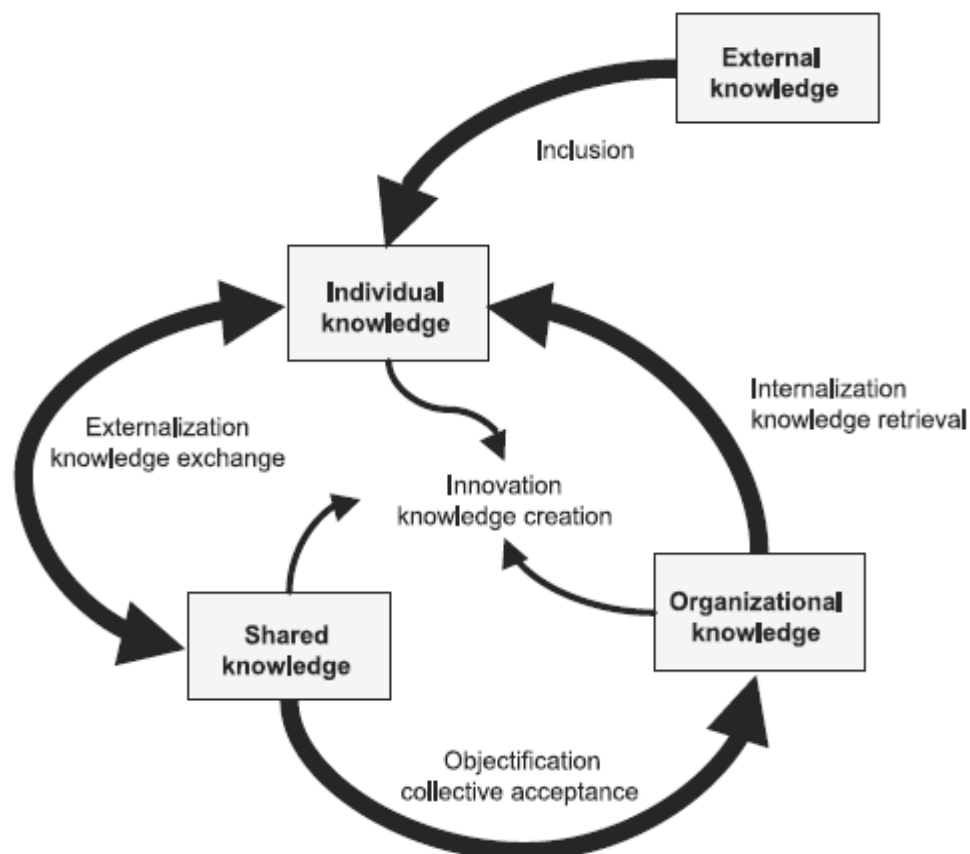 External
knowledge
Inclusion
Individual
knowledge
Internalization
knowledge retrieval
Externalization
knowledge exchange
Innovation
knowledge creation
Organizational
knowledge
Shared
knowledge
Objectification
collective acceptance